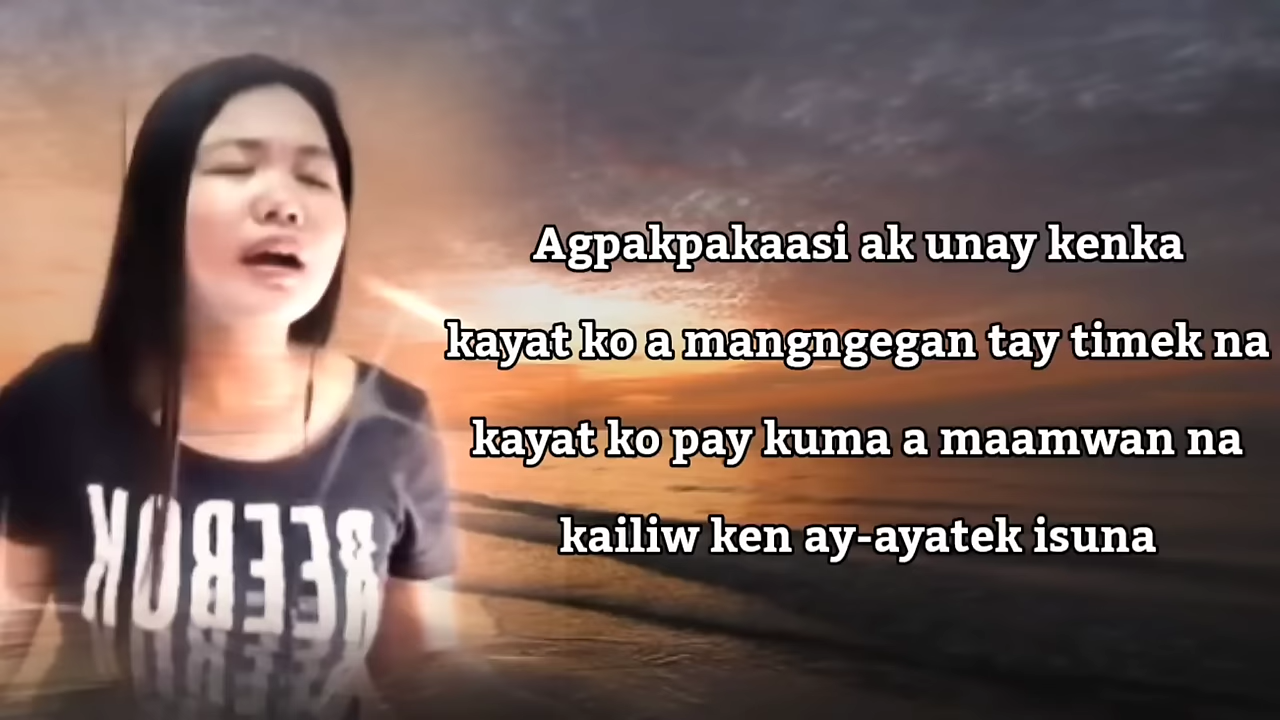 Agpakpakaasi ak unay kenka
kayat ko a mangngegan tay timek na
kayat ko pay kuma a maamwan na
kailiw ken ay-ayatek isuna
REEBOK